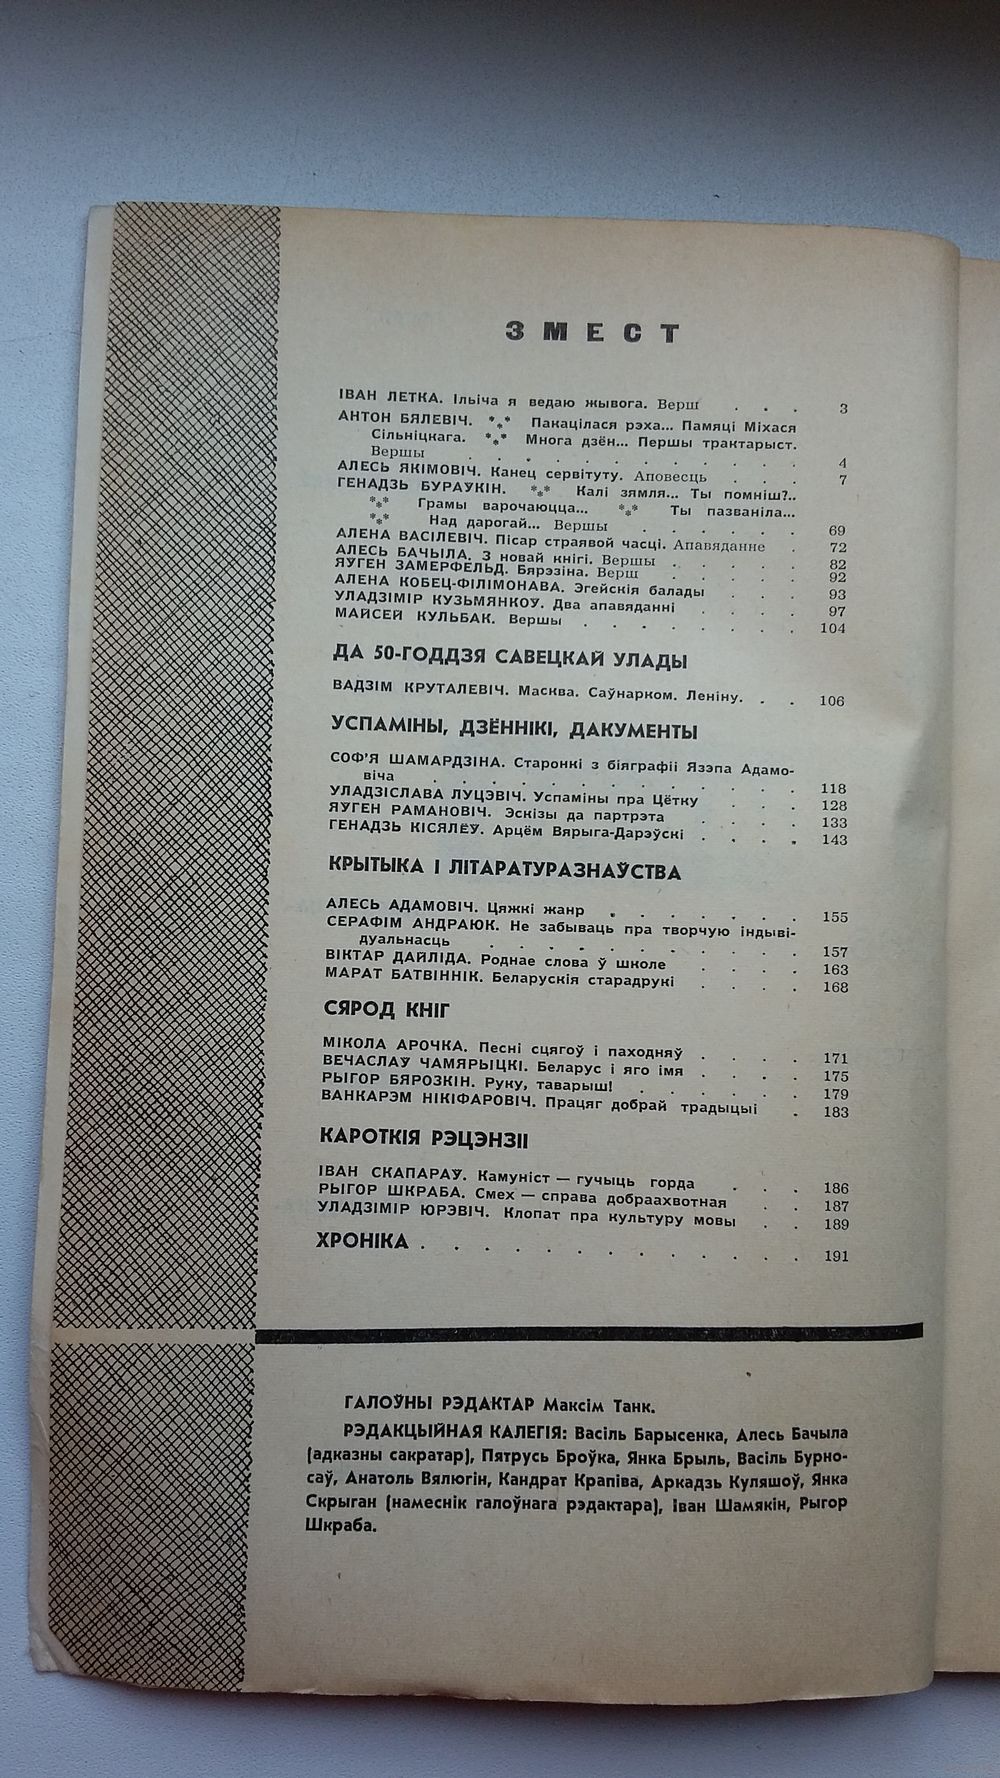 ЗМЕСТ
ІВАН ЛЕТКА. Ільіча я ведаю жывога. Верш . . . 3
АНТОН БЯЛЕВІЧ. *** Пакацілася рэха... Памяці Міхася
Сільніцкага. *** Многа дзён... Першы трактарыст.
Вершы . . . . . . . . . . . . 4
АЛЕСЬ ЯКІМОВІЧ. Канец сервітуту. Аповесць . . . 7
ГЕНАДЗЬ БУРАУКІН. *** Калі зямля... Ты помніш?..
*** Грамы варочаюцца... *** Ты пазваніла...
*** Над дарогай... Вершы . . . . . . 69
АЛЕНА ВАСІЛЕВІЧ. Пісар страявой часці. Апавяданне . 72
АЛЕСЬ БАЧЫЛА. З новай кнігі. Вершы . . . . . 82
ЯУГЕН ЗАМЕРФЕЛЬД. Бярэзіна. Верш . . . . . 92
АЛЕНА КОБЕЦ-ФІЛІМОНАВА. Эгейскія балады . . . 93
УЛАДЗІМІР КУЗЬМЯНКОУ. Два апавяданні . . . . 97
МАЙСЕЙ КУЛЬБАК. Вершы . . . . . . . . 104
ДА 50-ГОДДЗЯ САВЕЦКАЙ УЛАДЫ
ВАДЗІМ КРУТАЛЕВІЧ. Масква. Саўнарком. Леніну. . . 106
УСПАМІНЫ, ДЗЁННІКІ, ДАКУМЕНТЫ
СОФ'Я ШАМАРДЗІНА. Старонкі з біяграфіі Язэпа Адамо-
віча . . . . . . . . . . . . . 118
УЛАДЗІСЛАВА ЛУЦЭВІЧ. Успаміны пра Цётку . . . 128
ЯУГЕН РАМАНОВІЧ. Эскізы да партрэта . . . . 133
ГЕНАДЗЬ КІСЯЛЁУ. Арцём Вярыга-Дарэўскі . . . . 143
КРЫТЫКА І ЛІТАРАТУРАЗНАЎСТВА
АЛЕСЬ АДАМОВІЧ. Цяжкі жанр . . . . . . . 155
СЕРАФІМ АНДРАЮК. Не забываць пра творчую індыві-
дуальнасць . . . . . . . . . . . 157
ВІКТАР ДАЙЛІДА. Роднае слова ў школе . . . . 163
МАРАТ БАТВІННІК. Беларускія старадрукі . . . . 168
СЯРОД КНІГ
МІКОЛА АРОЧКА. Песні сцягоў і паходняў . . . . 171
ВЕЧАСЛАЎ ЧАМЯРЫЦКІ. Беларус і яго імя . . . . 175
РЫГОР БЯРОЗКІН. Руку, таварыш! . . . . . . 179
ВАНКАРЭМ НІКІФАРОВІЧ. Працяг добрай традыцыі . 183
КАРОТКІЯ РЭЦЭНЗІІ
ІВАН СКАПАРАЎ. Камуніст — гучыць горда . . . 186
РЫГОР ШКРАБА. Смех — справа добраахвотная . . 187
УЛАДЗІМІР ЮРЭВІЧ. Клопат пра культуру мовы . . 189
ХРОНІКА . . . . . . . . . . . . . 191
ГАЛОЎНЫ РЭДАКТАР Максім Танк.
РЭДАКЦЫЙНАЯ КАЛЕГІЯ: Васіль Барысенка, Алесь Бачыла
(адказны сакратар), Пятрусь Броўка, Янка Брыль, Васіль Бурно-
саў, Анатоль Вялюгін, Кандрат Крапіва, Аркадзь Куляшоў, Янка
Скрыган (намеснік галоўнага рэдактара), Іван Шамякін, Рыгор
Шкраба.